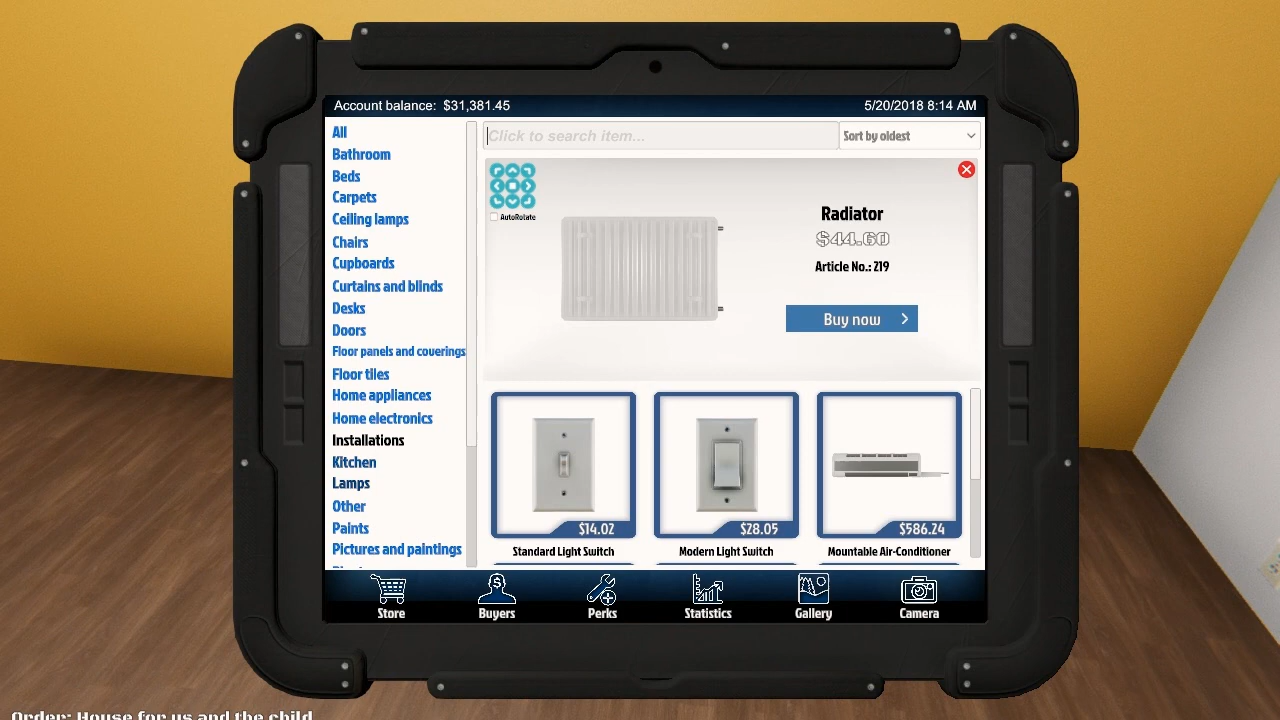 Account balance: $31,381.45
5/20/2018 8:14 AM
All
Bathroom
Beds
Carpets
Ceiling lamps
Chairs
Cupboards
Curtains and blinds
Desks
Doors
Floor panels and coverings
Floor tiles
Home appliances
Home electronics
Installations
Kitchen
Lamps
Other
Paints
Pictures and paintings
Click to search item...
Sort by oldest
AutoRotate
Radiator
$44.60
Article No.: 219
Buy now
$14.02
$28.05
$586.24
Standard Light Switch
Modern Light Switch
Mountable Air-Conditioner
Store
Buyers
Perks
Statistics
Gallery
Camera
Order: House for us and the child